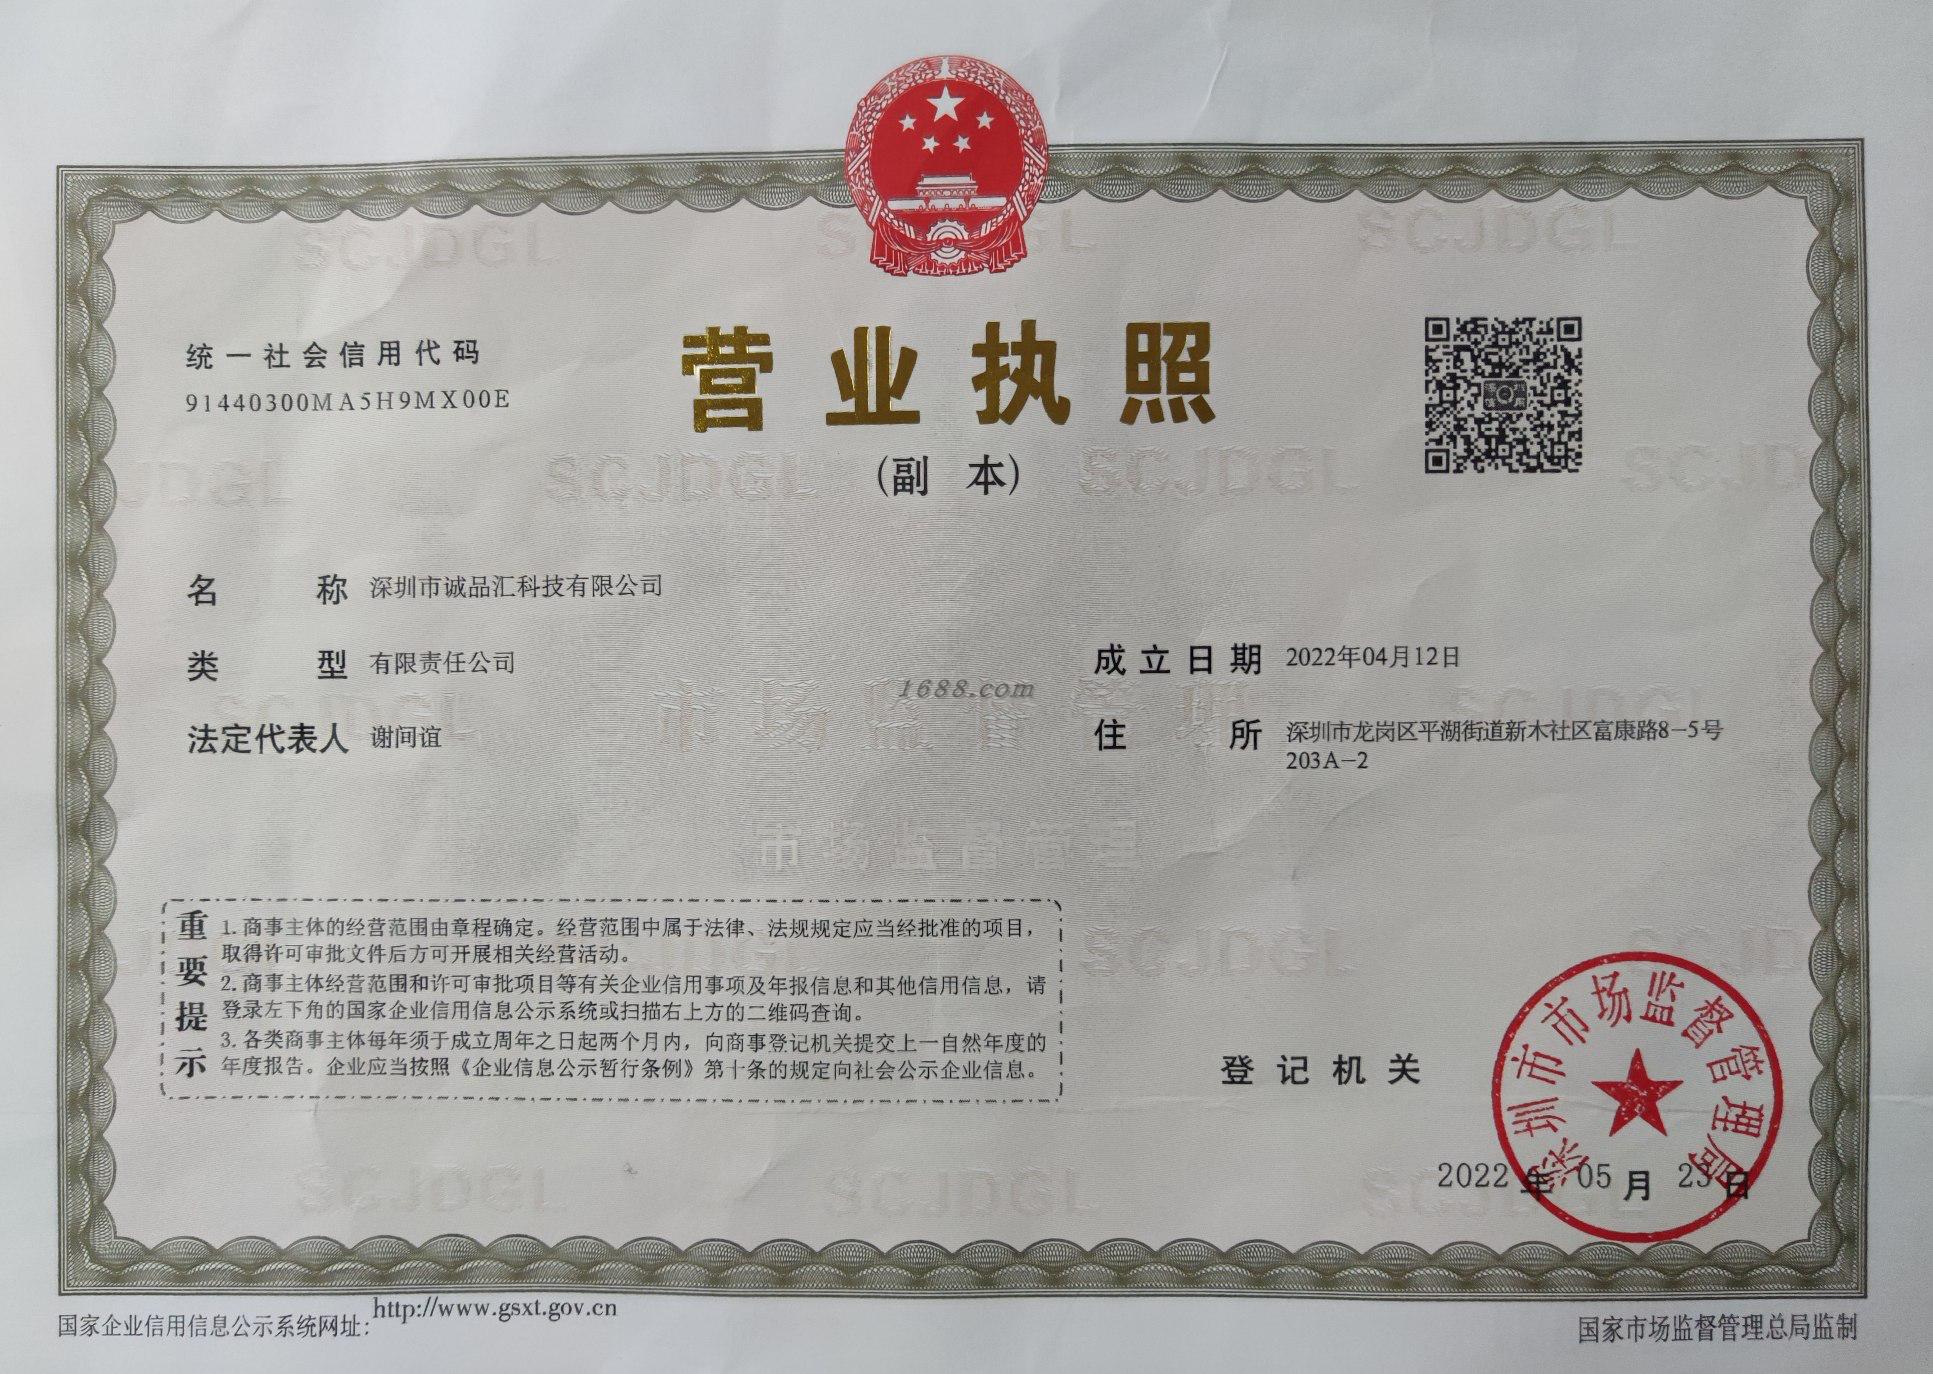 统一社会信用代码
91440300MA5H9MX00E
营业执照
(副 本)
名 称 深圳市诚品汇科技有限公司
类 型 有限责任公司
法定代表人 谢间谊
成立日期 2022年04月12日
住 所 深圳市龙岗区平湖街道新木社区富康路8-5号
203A-2
1688.com
重要提示
1. 商事主体的经营范围由章程确定。经营范围中属于法律、法规规定应当经批准的项目，
取得许可审批文件后方可开展相关经营活动。
2. 商事主体经营范围和许可审批项目等有关企业信用事项及年报信息和其他信用信息，请
登录左下角的国家企业信用信息公示系统或扫描右上方的二维码查询。
3. 各类商事主体每年须于成立周年之日起两个月内，向商事登记机关提交上一自然年度的
年度报告。企业应当按照《企业信息公示暂行条例》第十条的规定向社会公示企业信息。
登记机关
深圳市市场监督管理局
2022 年 05 月 23 日
国家企业信用信息公示系统网址: http://www.gsxt.gov.cn
国家市场监督管理总局监制
SCJDGL
市场监督管理